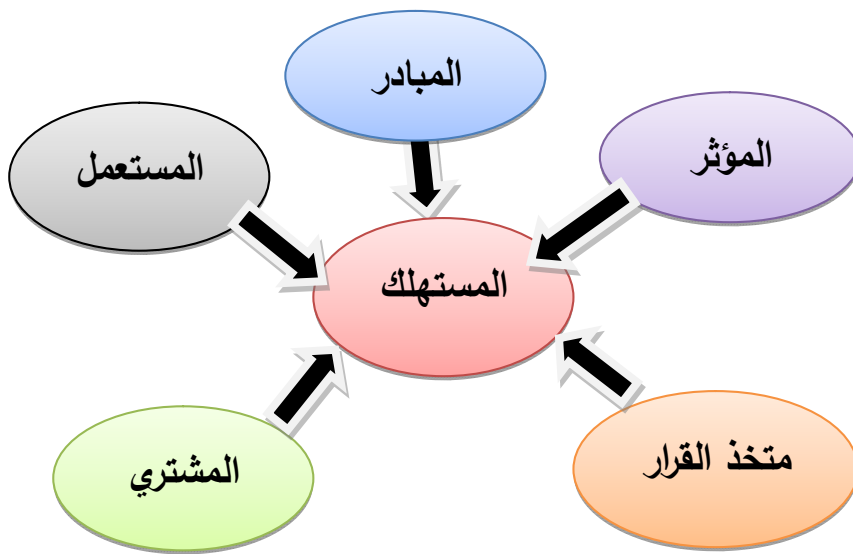 المبادر
المؤثر
المستعمل
المستهلك
متخذ القرار
المشتري